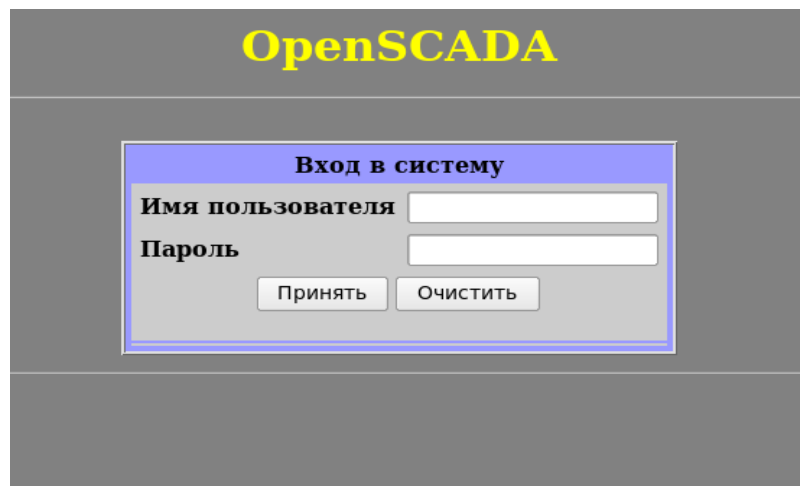 OpenSCADA
Вход в систему
Имя пользователя
Пароль
Принять Очистить